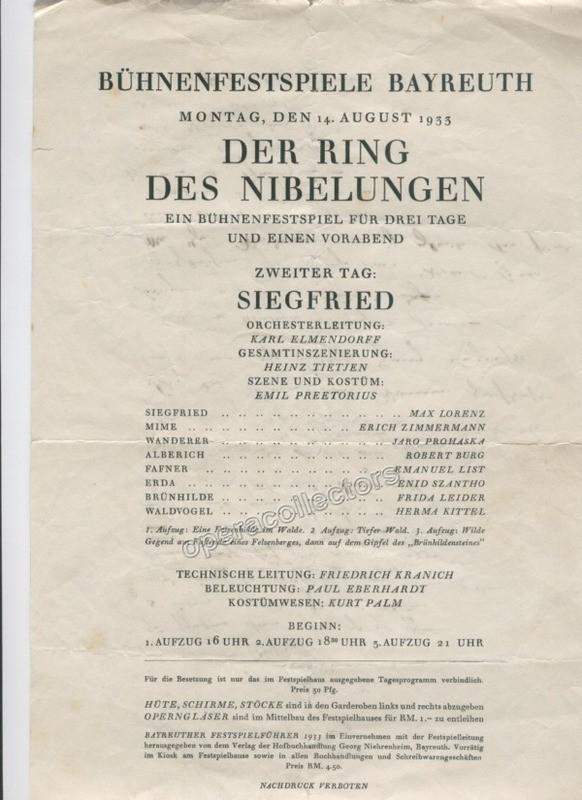 BÜHNENFESTSPIELE BAYREUTH
MONTAG, DEN 14. AUGUST 1933
DER RING
DES NIBELUNGEN
EIN BÜHNENFESTSPIEL FÜR DREI TAGE
UND EINEN VORABEND
ZWEITER TAG:
SIEGFRIED
ORCHESTERLEITUNG:
KARL ELMENDORFF
GESAMTINSZENIERUNG:
HEINZ TIETJEN
SZENE UND KOSTÜM:
EMIL PREETORIUS
SIEGFRIED .. .. .. .. .. .. .. .. .. .. MAX LORENZ
MIME .. .. .. .. .. .. .. .. .. .. ERICH ZIMMERMANN
WANDERER .. .. .. .. .. .. .. .. .. JARO PROHASKA
ALBERICH .. .. .. .. .. .. .. .. .. .. ROBERT BURG
FAFNER .. .. .. .. .. .. .. .. .. .. EMANUEL LIST
ERDA .. .. .. .. .. .. .. .. .. .. ENID SZANTHO
BRÜNHILDE .. .. .. .. .. .. .. .. .. FRIDA LEIDER
WALDVOGEL .. .. .. .. .. .. .. .. .. HERMA KITTEL
1. Aufzug: Eine Felsenhöhle im Walde. 2 Aufzug: Tiefer Wald. 3. Aufzug: Wilde
Gegend am Fuße eines Felsenberges, dann auf dem Gipfel des „Brünhildensteines"
operacollectors
TECHNISCHE LEITUNG: FRIEDRICH KRANICH
BELEUCHTUNG: PAUL EBERHARDT
KOSTÜMWESEN: KURT PALM
BEGINN:
1. AUFZUG 16 UHR 2. AUFZUG 18³⁰ UHR 3. AUFZUG 21 UHR
Für die Besetzung ist nur das im Festspielhaus ausgegebene Tagesprogramm verbindlich.
Preis 50 Pfg.
HÜTE, SCHIRME, STÖCKE sind in den Garderoben links und rechts abzugeben
OPERNGLÄSER sind im Mittelbau des Festspielhauses für RM. 1.– zu entleihen
BAYREUTHER FESTSPIELFÜHRER 1933 im Einvernehmen mit der Festspielleitung
herausgegeben von dem Verlag der Hofbuchhandlung Georg Niehrenheim, Bayreuth. Vorrätig
im Kiosk am Festspielhause sowie in allen Buchhandlungen und Schreibwarengeschäften
Preis RM. 4.50.
NACHDRUCK VERBOTEN